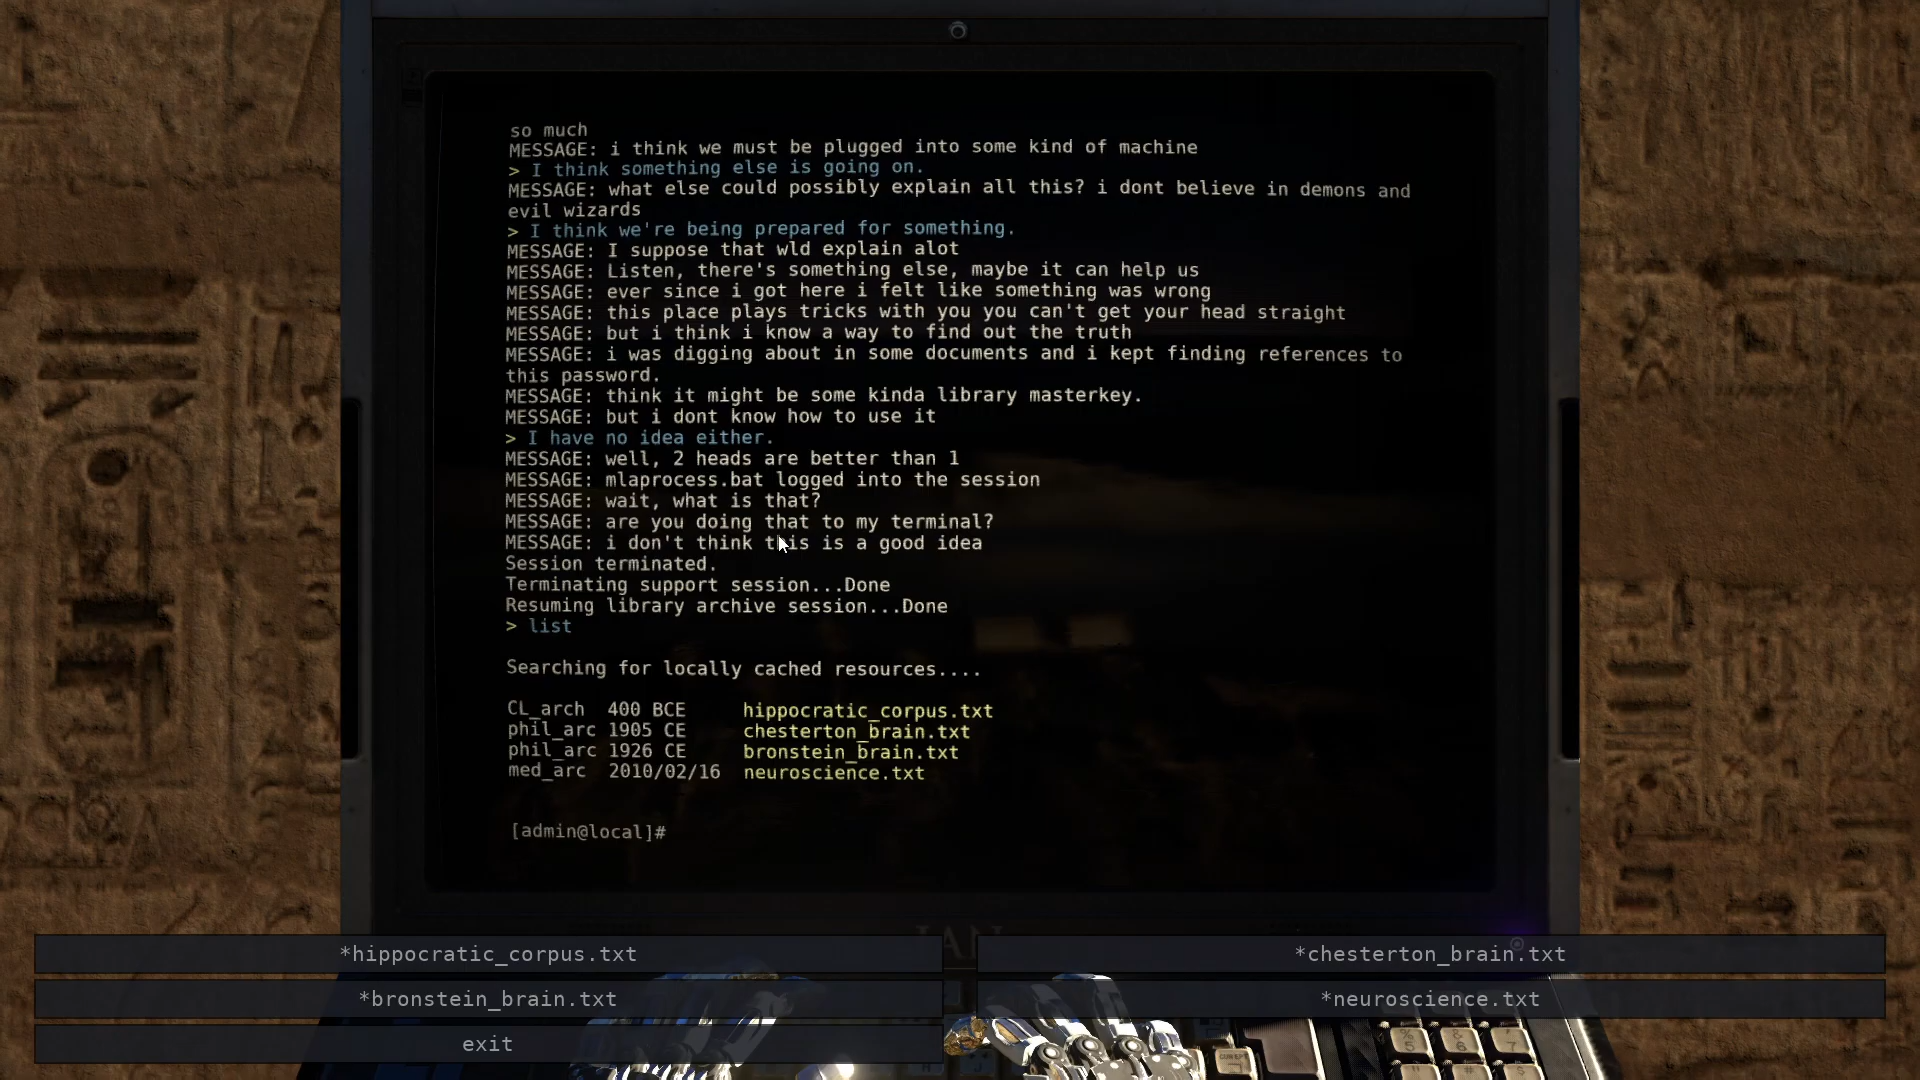 so much
MESSAGE: i think we must be plugged into some kind of machine
> I think something else is going on.
MESSAGE: what else could possibly explain all this? i dont believe in demons and
evil wizards
> I think we're being prepared for something.
MESSAGE: I suppose that wld explain alot
MESSAGE: Listen, there's something else, maybe it can help us
MESSAGE: ever since i got here i felt like something was wrong
MESSAGE: this place plays tricks with you you can't get your head straight
MESSAGE: but i think i know a way to find out the truth
MESSAGE: i was digging about in some documents and i kept finding references to
this password.
MESSAGE: think it might be some kinda library masterkey.
MESSAGE: but i dont know how to use it
> I have no idea either.
MESSAGE: well, 2 heads are better than 1
MESSAGE: mlaprocess.bat logged into the session
MESSAGE: wait, what is that?
MESSAGE: are you doing that to my terminal?
MESSAGE: i don't think this is a good idea
Session terminated.
Terminating support session...Done
Resuming library archive session...Done
> list
Searching for locally cached resources....
CL_arch 400 BCE hippocratic_corpus.txt
phil_arc 1905 CE chesterton_brain.txt
phil_arc 1926 CE bronstein_brain.txt
med_arc 2010/02/16 neuroscience.txt
[admin@local]#
*hippocratic_corpus.txt
*chesterton_brain.txt
*bronstein_brain.txt
*neuroscience.txt
exit